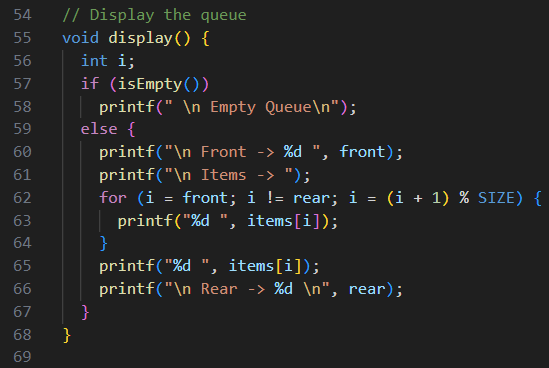 54 // Display the queue
55 void display() {
56   int i;
57   if (isEmpty())
58     printf(" \n Empty Queue\n");
59   else {
60     printf("\n Front -> %d ", front);
61     printf("\n Items -> ");
62     for (i = front; i != rear; i = (i + 1) % SIZE) {
63       printf("%d ", items[i]);
64     }
65     printf("%d ", items[i]);
66     printf("\n Rear -> %d \n", rear);
67   }
68 }
69